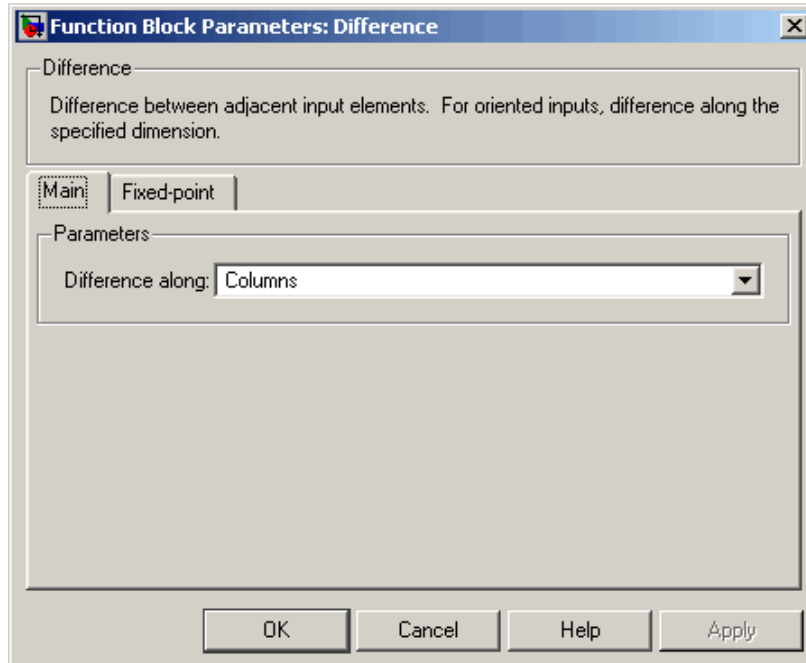 Function Block Parameters: Difference
Difference
Difference between adjacent input elements.  For oriented inputs, difference along the
specified dimension.
Main
Fixed-point
Parameters
Difference along: Columns
OK
Cancel
Help
Apply